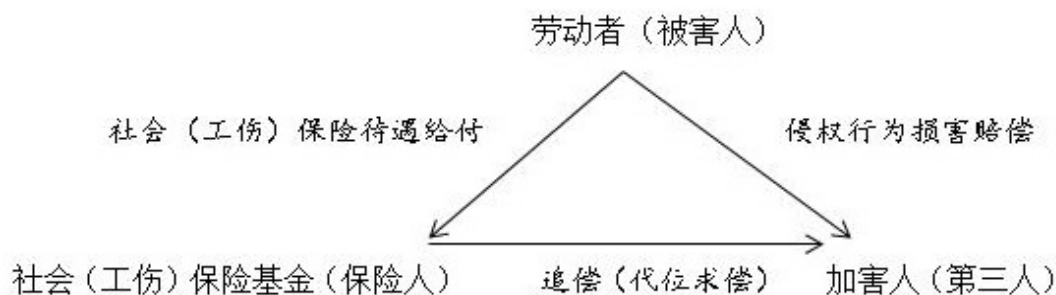 劳动者（被害人）
社会（工伤）保险待遇给付 侵权行为损害赔偿
社会（工伤）保险基金（保险人） 追偿（代位求偿） 加害人（第三人）